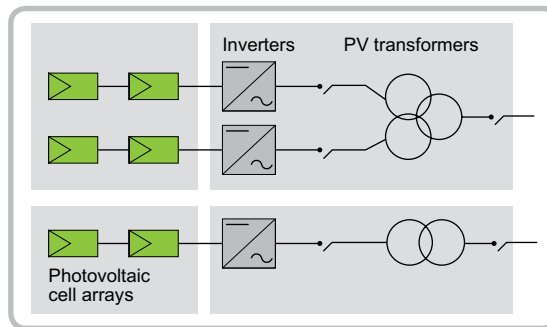 Inverters
PV transformers
Photovoltaic
cell arrays